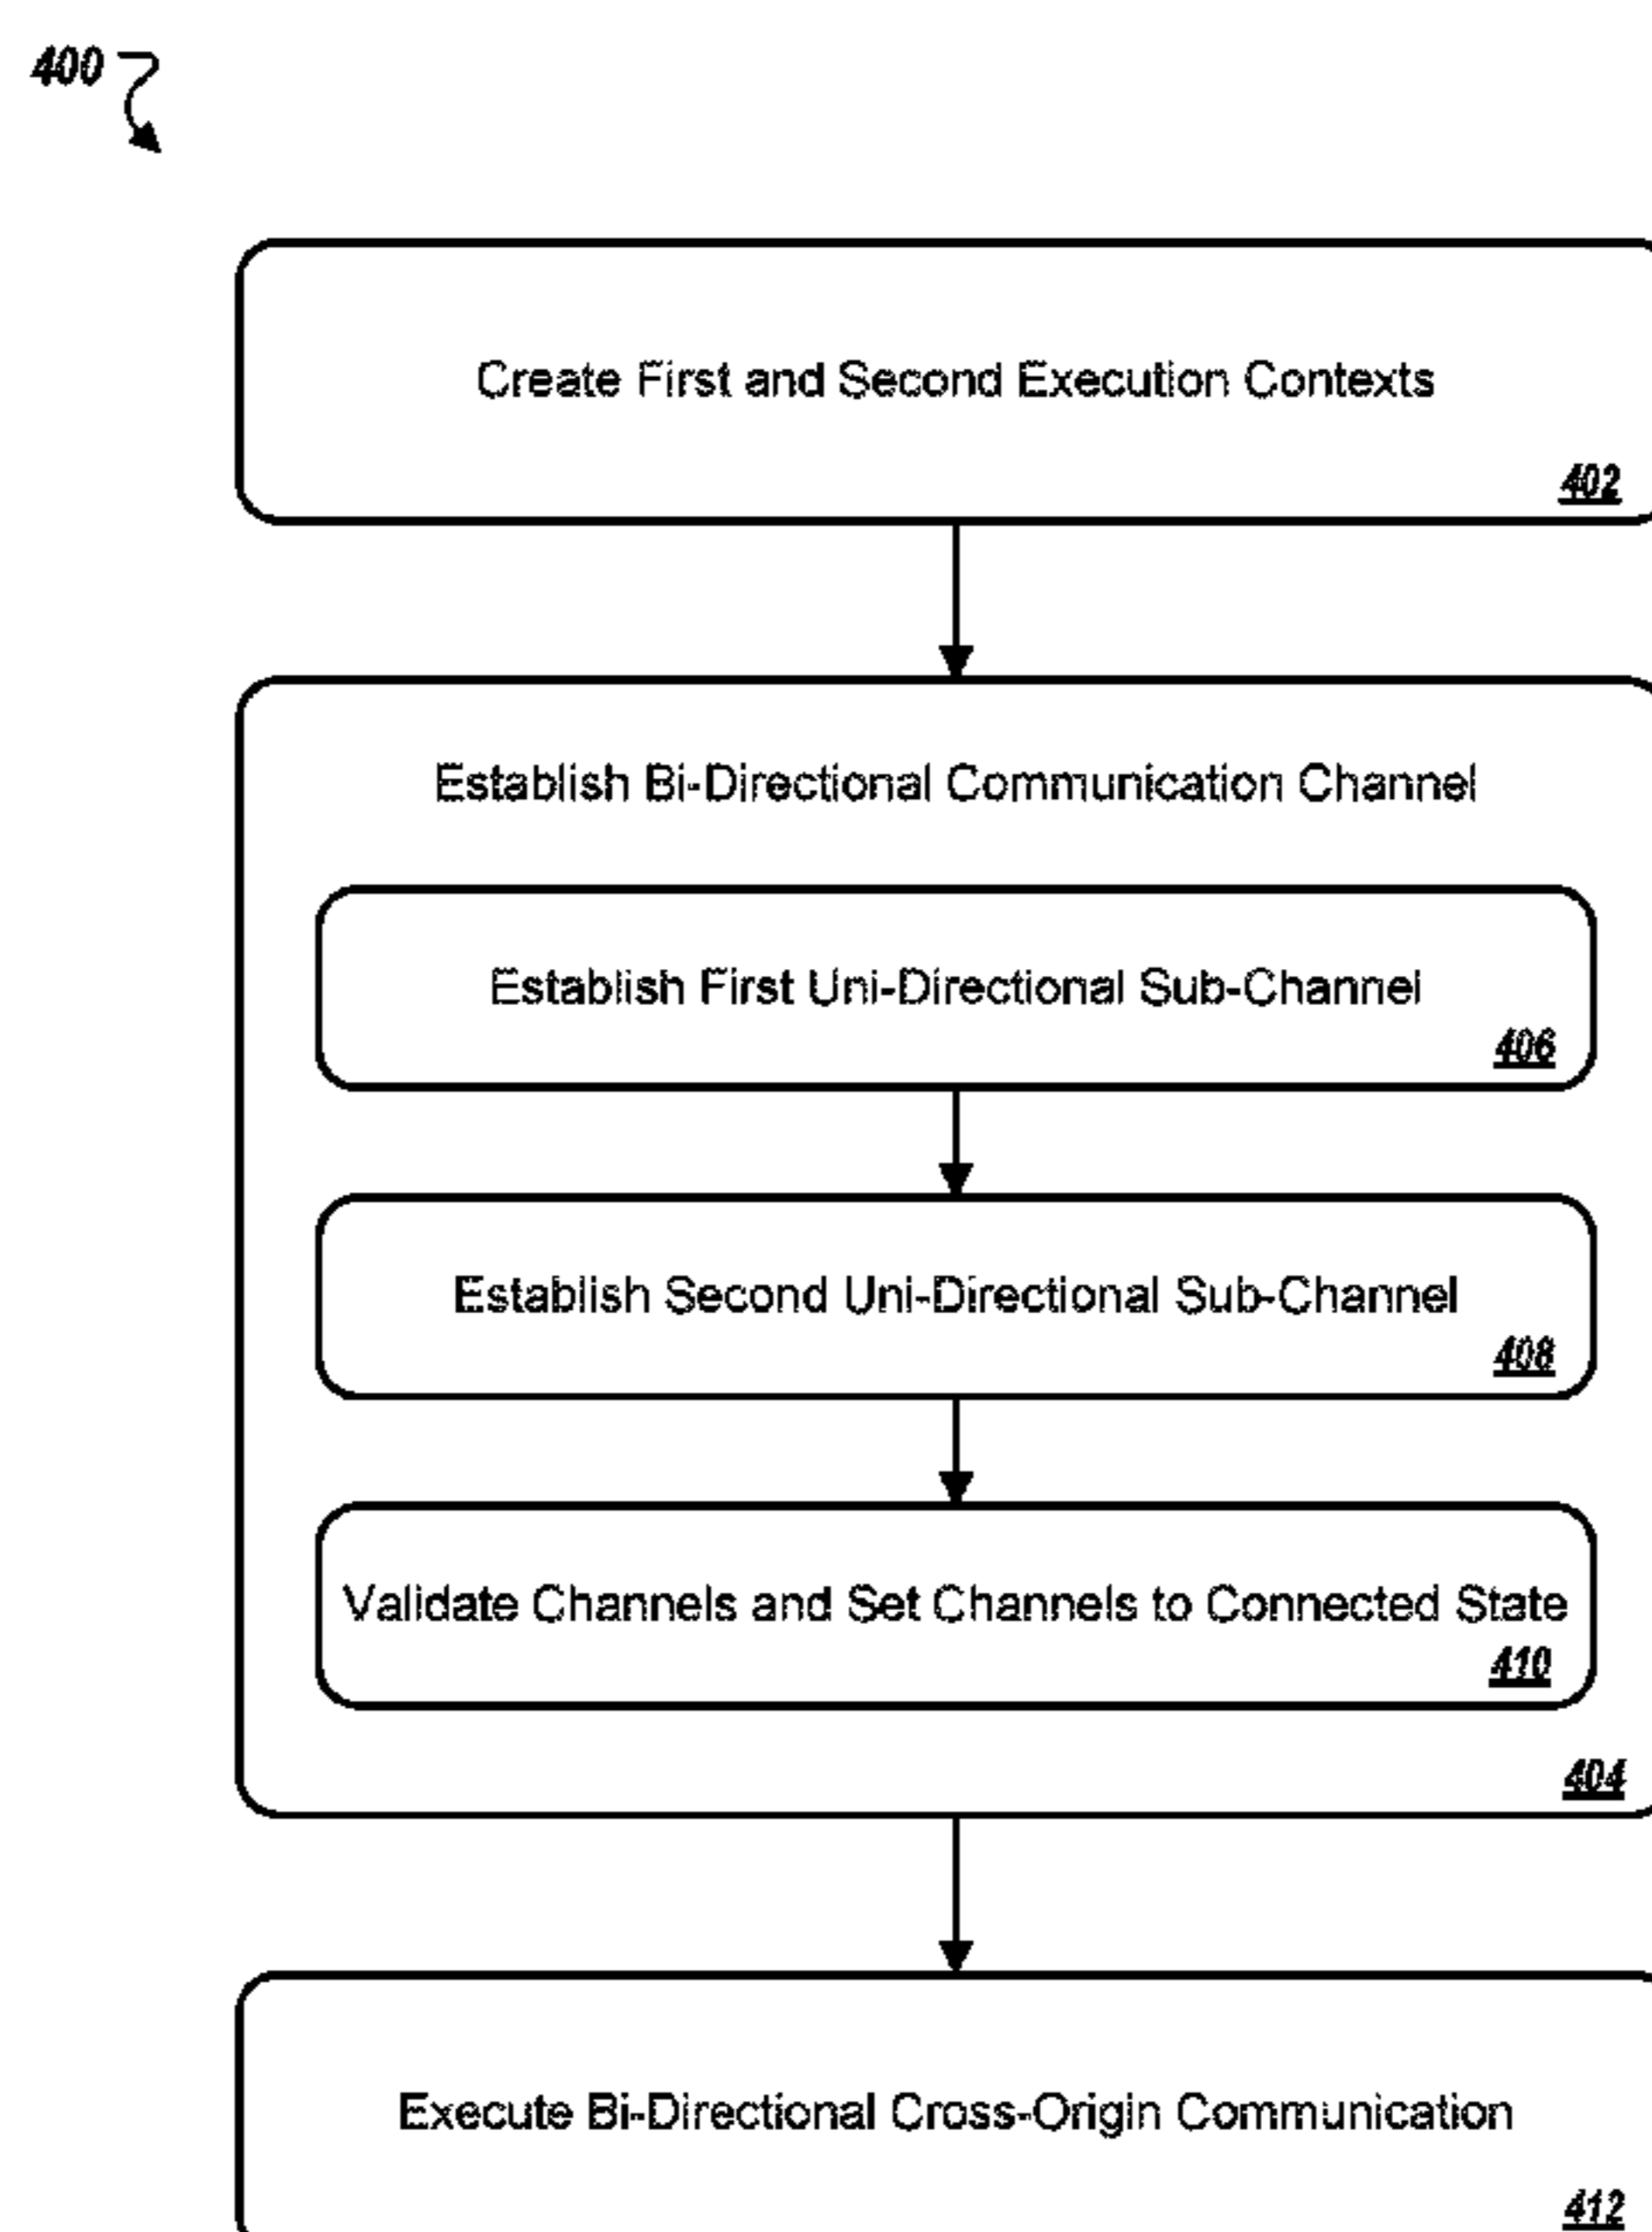 400
Create First and Second Execution Contexts
402
Establish Bi-Directional Communication Channel
Establish First Uni-Directional Sub-Channel
406
Establish Second Uni-Directional Sub-Channel
408
Validate Channels and Set Channels to Connected State
410
404
Execute Bi-Directional Cross-Origin Communication
412